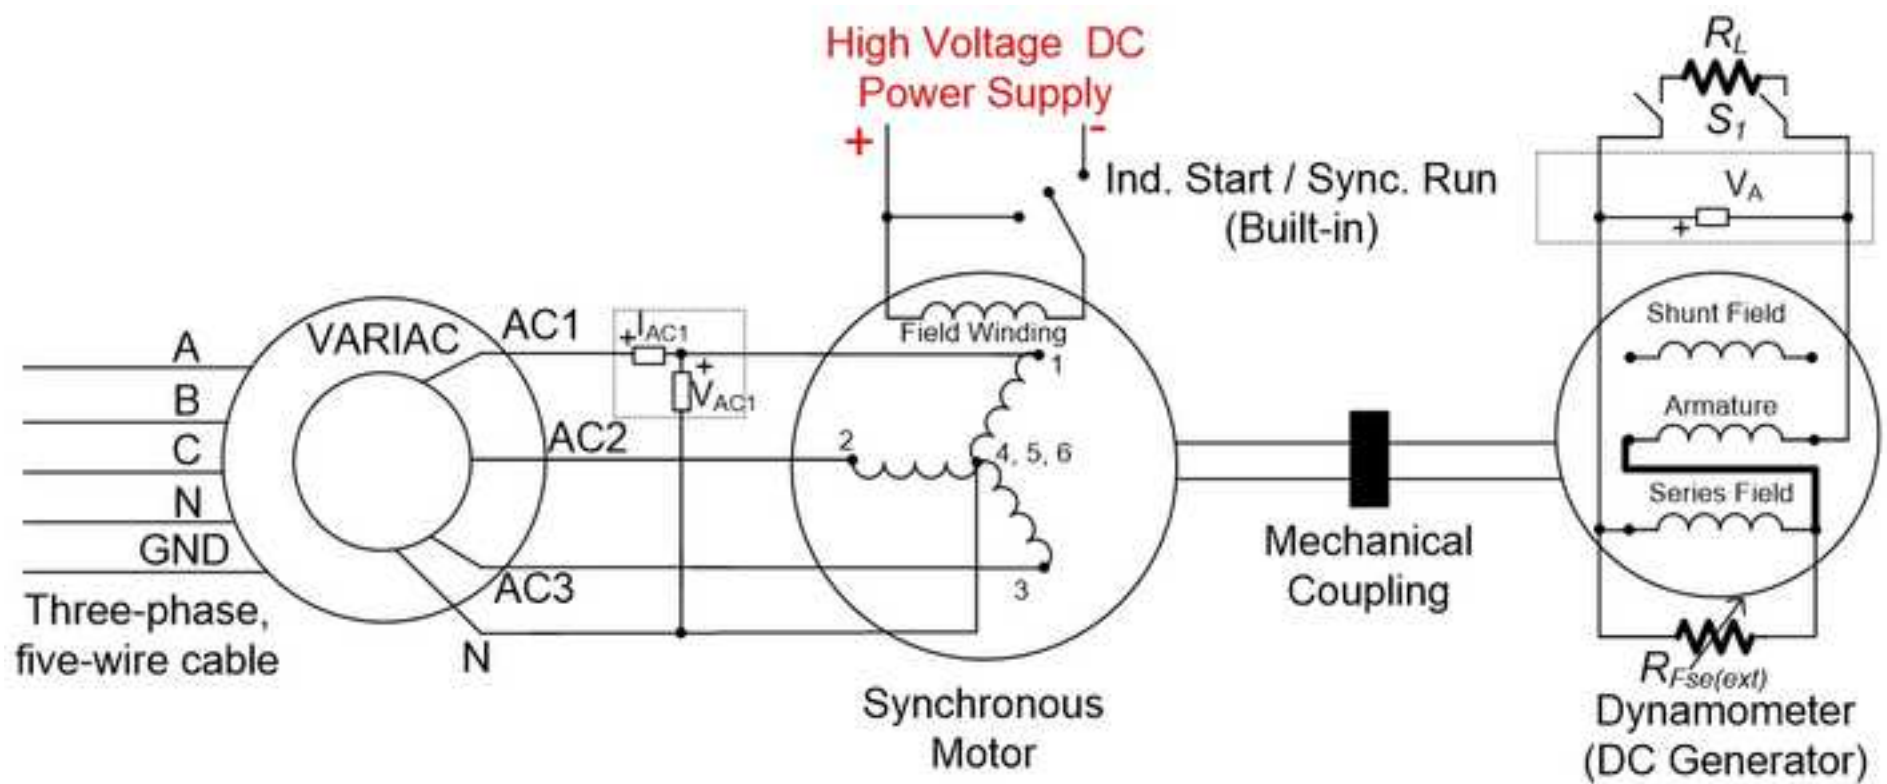 High Voltage DC
Power Supply
+
-
Ind. Start / Sync. Run
(Built-in)
R_L
S_1
V_A
+
A
B
C
N
GND
Three-phase,
five-wire cable
VARIAC
AC1
AC2
AC3
N
+
I_AC1
+
V_AC1
Field Winding
1
2
4, 5, 6
3
Synchronous
Motor
Mechanical
Coupling
Shunt Field
Armature
Series Field
R_Fse(ext)
Dynamometer
(DC Generator)